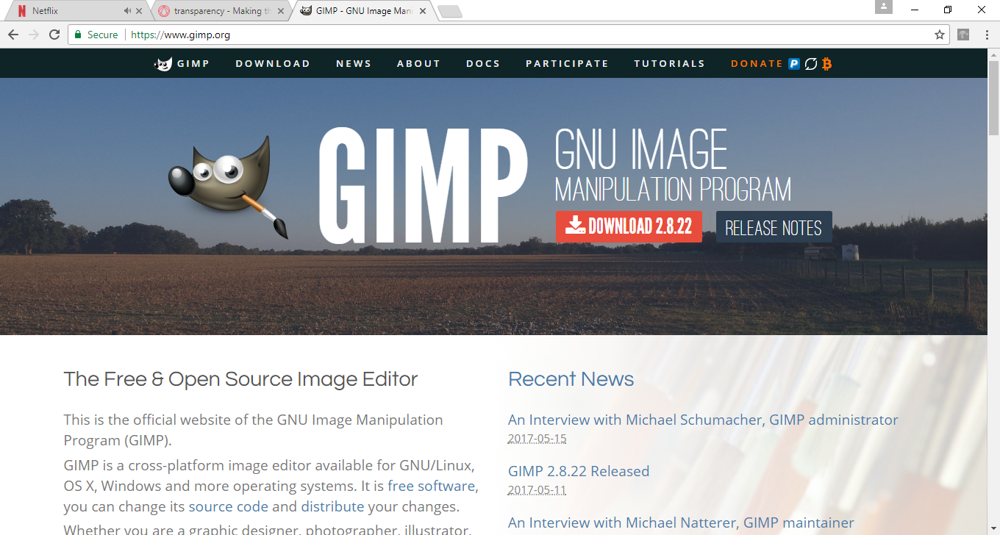 Netflix
transparency - Making th
GIMP - GNU Image Mani
Secure
https://www.gimp.org
GIMP DOWNLOAD NEWS ABOUT DOCS PARTICIPATE TUTORIALS DONATE
GIMP
GNU IMAGE
MANIPULATION PROGRAM
DOWNLOAD 2.8.22
RELEASE NOTES
The Free & Open Source Image Editor
This is the official website of the GNU Image Manipulation
Program (GIMP).
GIMP is a cross-platform image editor available for GNU/Linux,
OS X, Windows and more operating systems. It is free software,
you can change its source code and distribute your changes.
Whether you are a graphic designer, photographer, illustrator,
Recent News
An Interview with Michael Schumacher, GIMP administrator
2017-05-15
GIMP 2.8.22 Released
2017-05-11
An Interview with Michael Natterer, GIMP maintainer